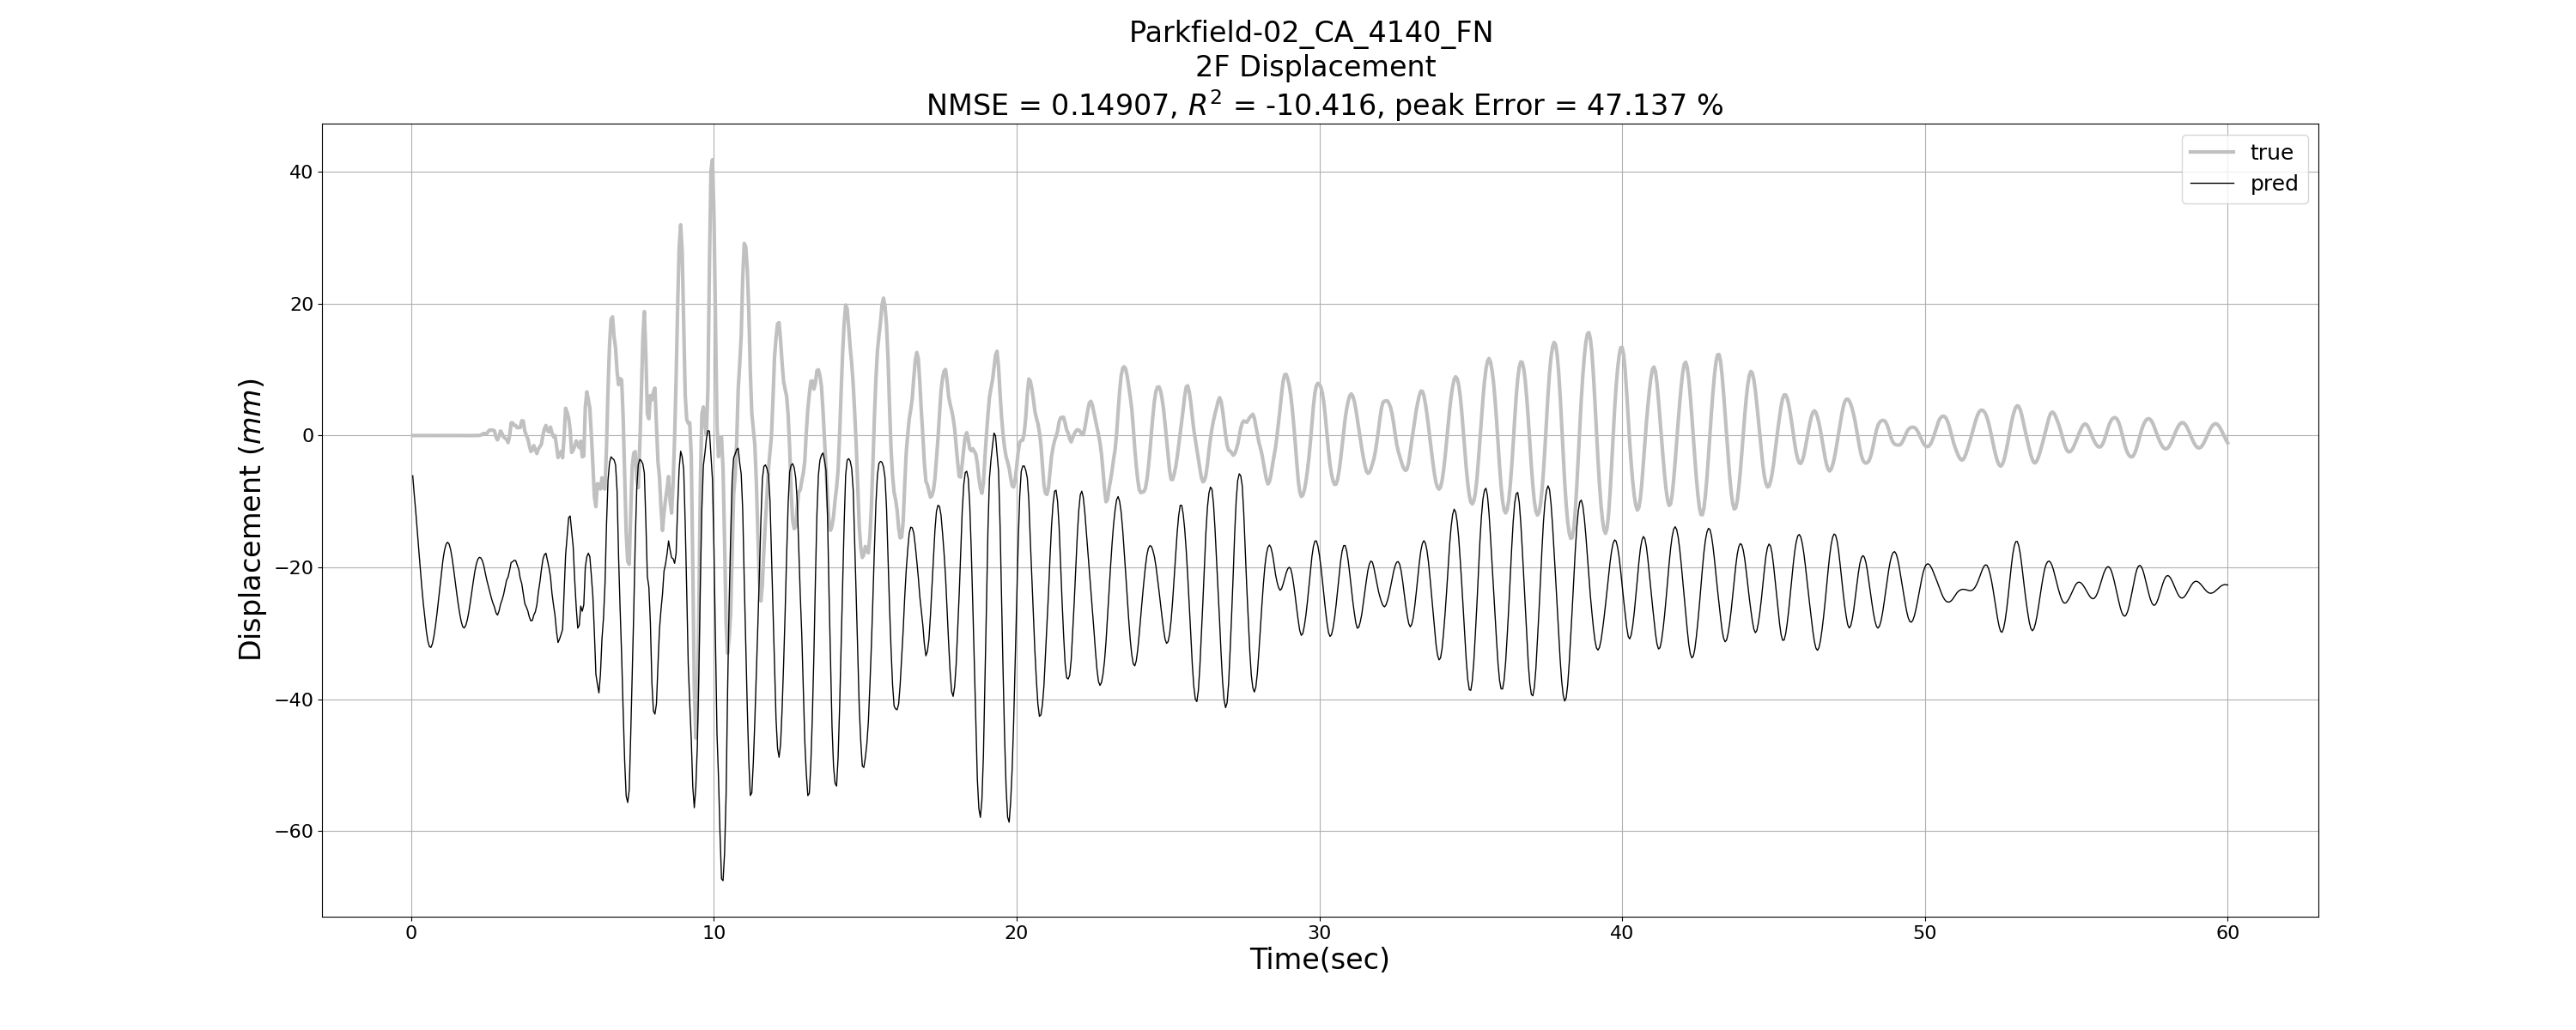 Parkfield-02_CA_4140_FN
2F Displacement
NMSE = 0.14907, R² = -10.416, peak Error = 47.137 %
true
pred
40
20
0
−20
−40
−60
Displacement (mm)
0 10 20 30 40 50 60
Time(sec)